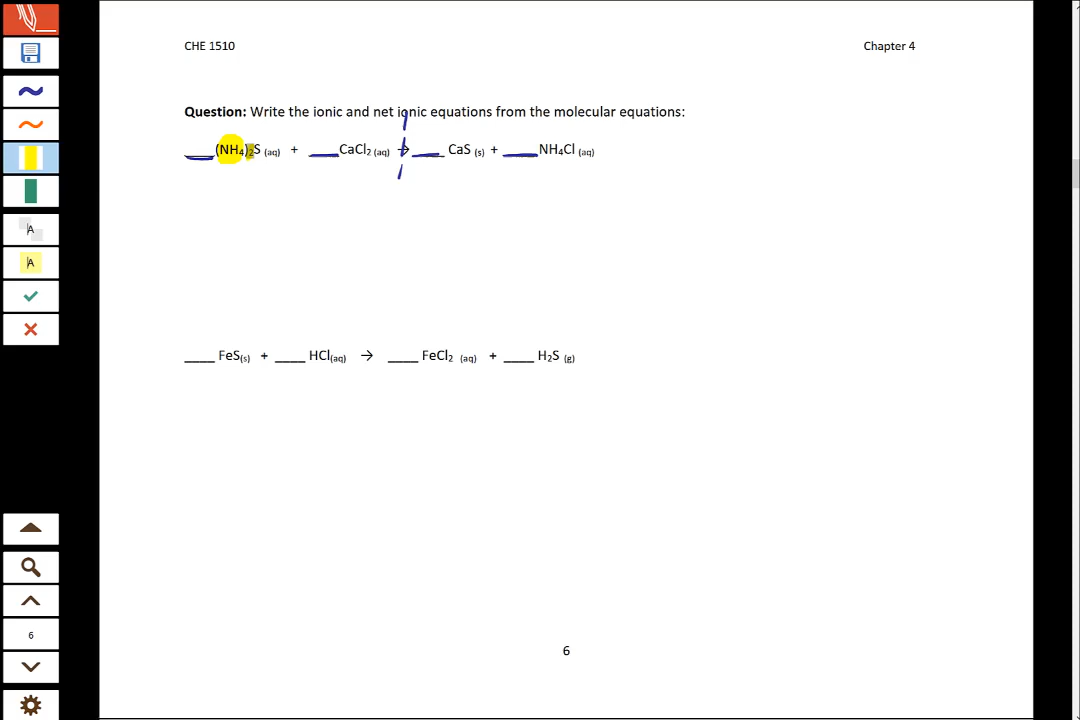 CHE 1510 Chapter 4
Question: Write the ionic and net ionic equations from the molecular equations:
____(NH₄)₂S (aq) + ____CaCl₂ (aq) → ____ CaS (s) + ____NH₄Cl (aq)
____ FeS(s) + ____ HCl(aq) → ____ FeCl₂ (aq) + ____ H₂S (g)
6
A
A
6